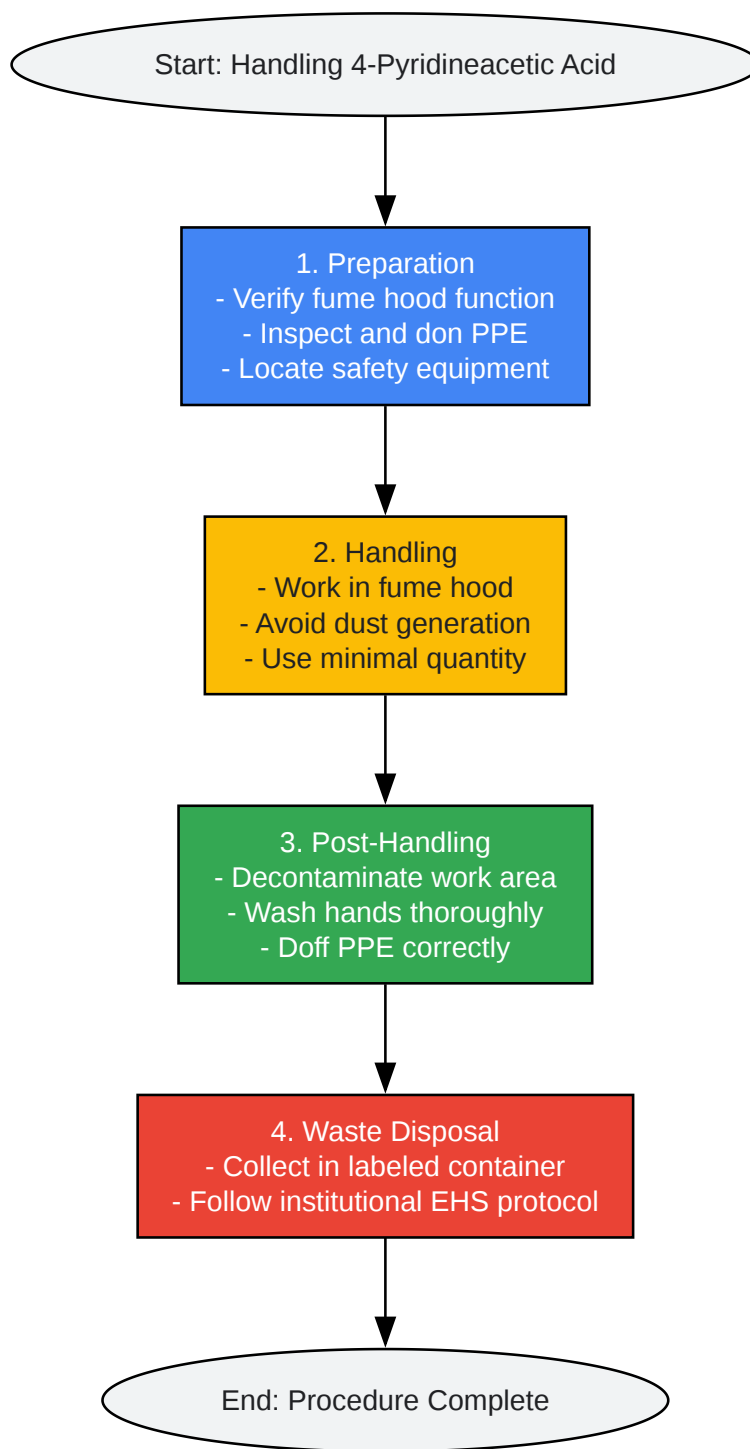 Start: Handling 4-Pyridineacetic Acid
1. Preparation
- Verify fume hood function
- Inspect and don PPE
- Locate safety equipment
2. Handling
- Work in fume hood
- Avoid dust generation
- Use minimal quantity
3. Post-Handling
- Decontaminate work area
- Wash hands thoroughly
- Doff PPE correctly
4. Waste Disposal
- Collect in labeled container
- Follow institutional EHS protocol
End: Procedure Complete